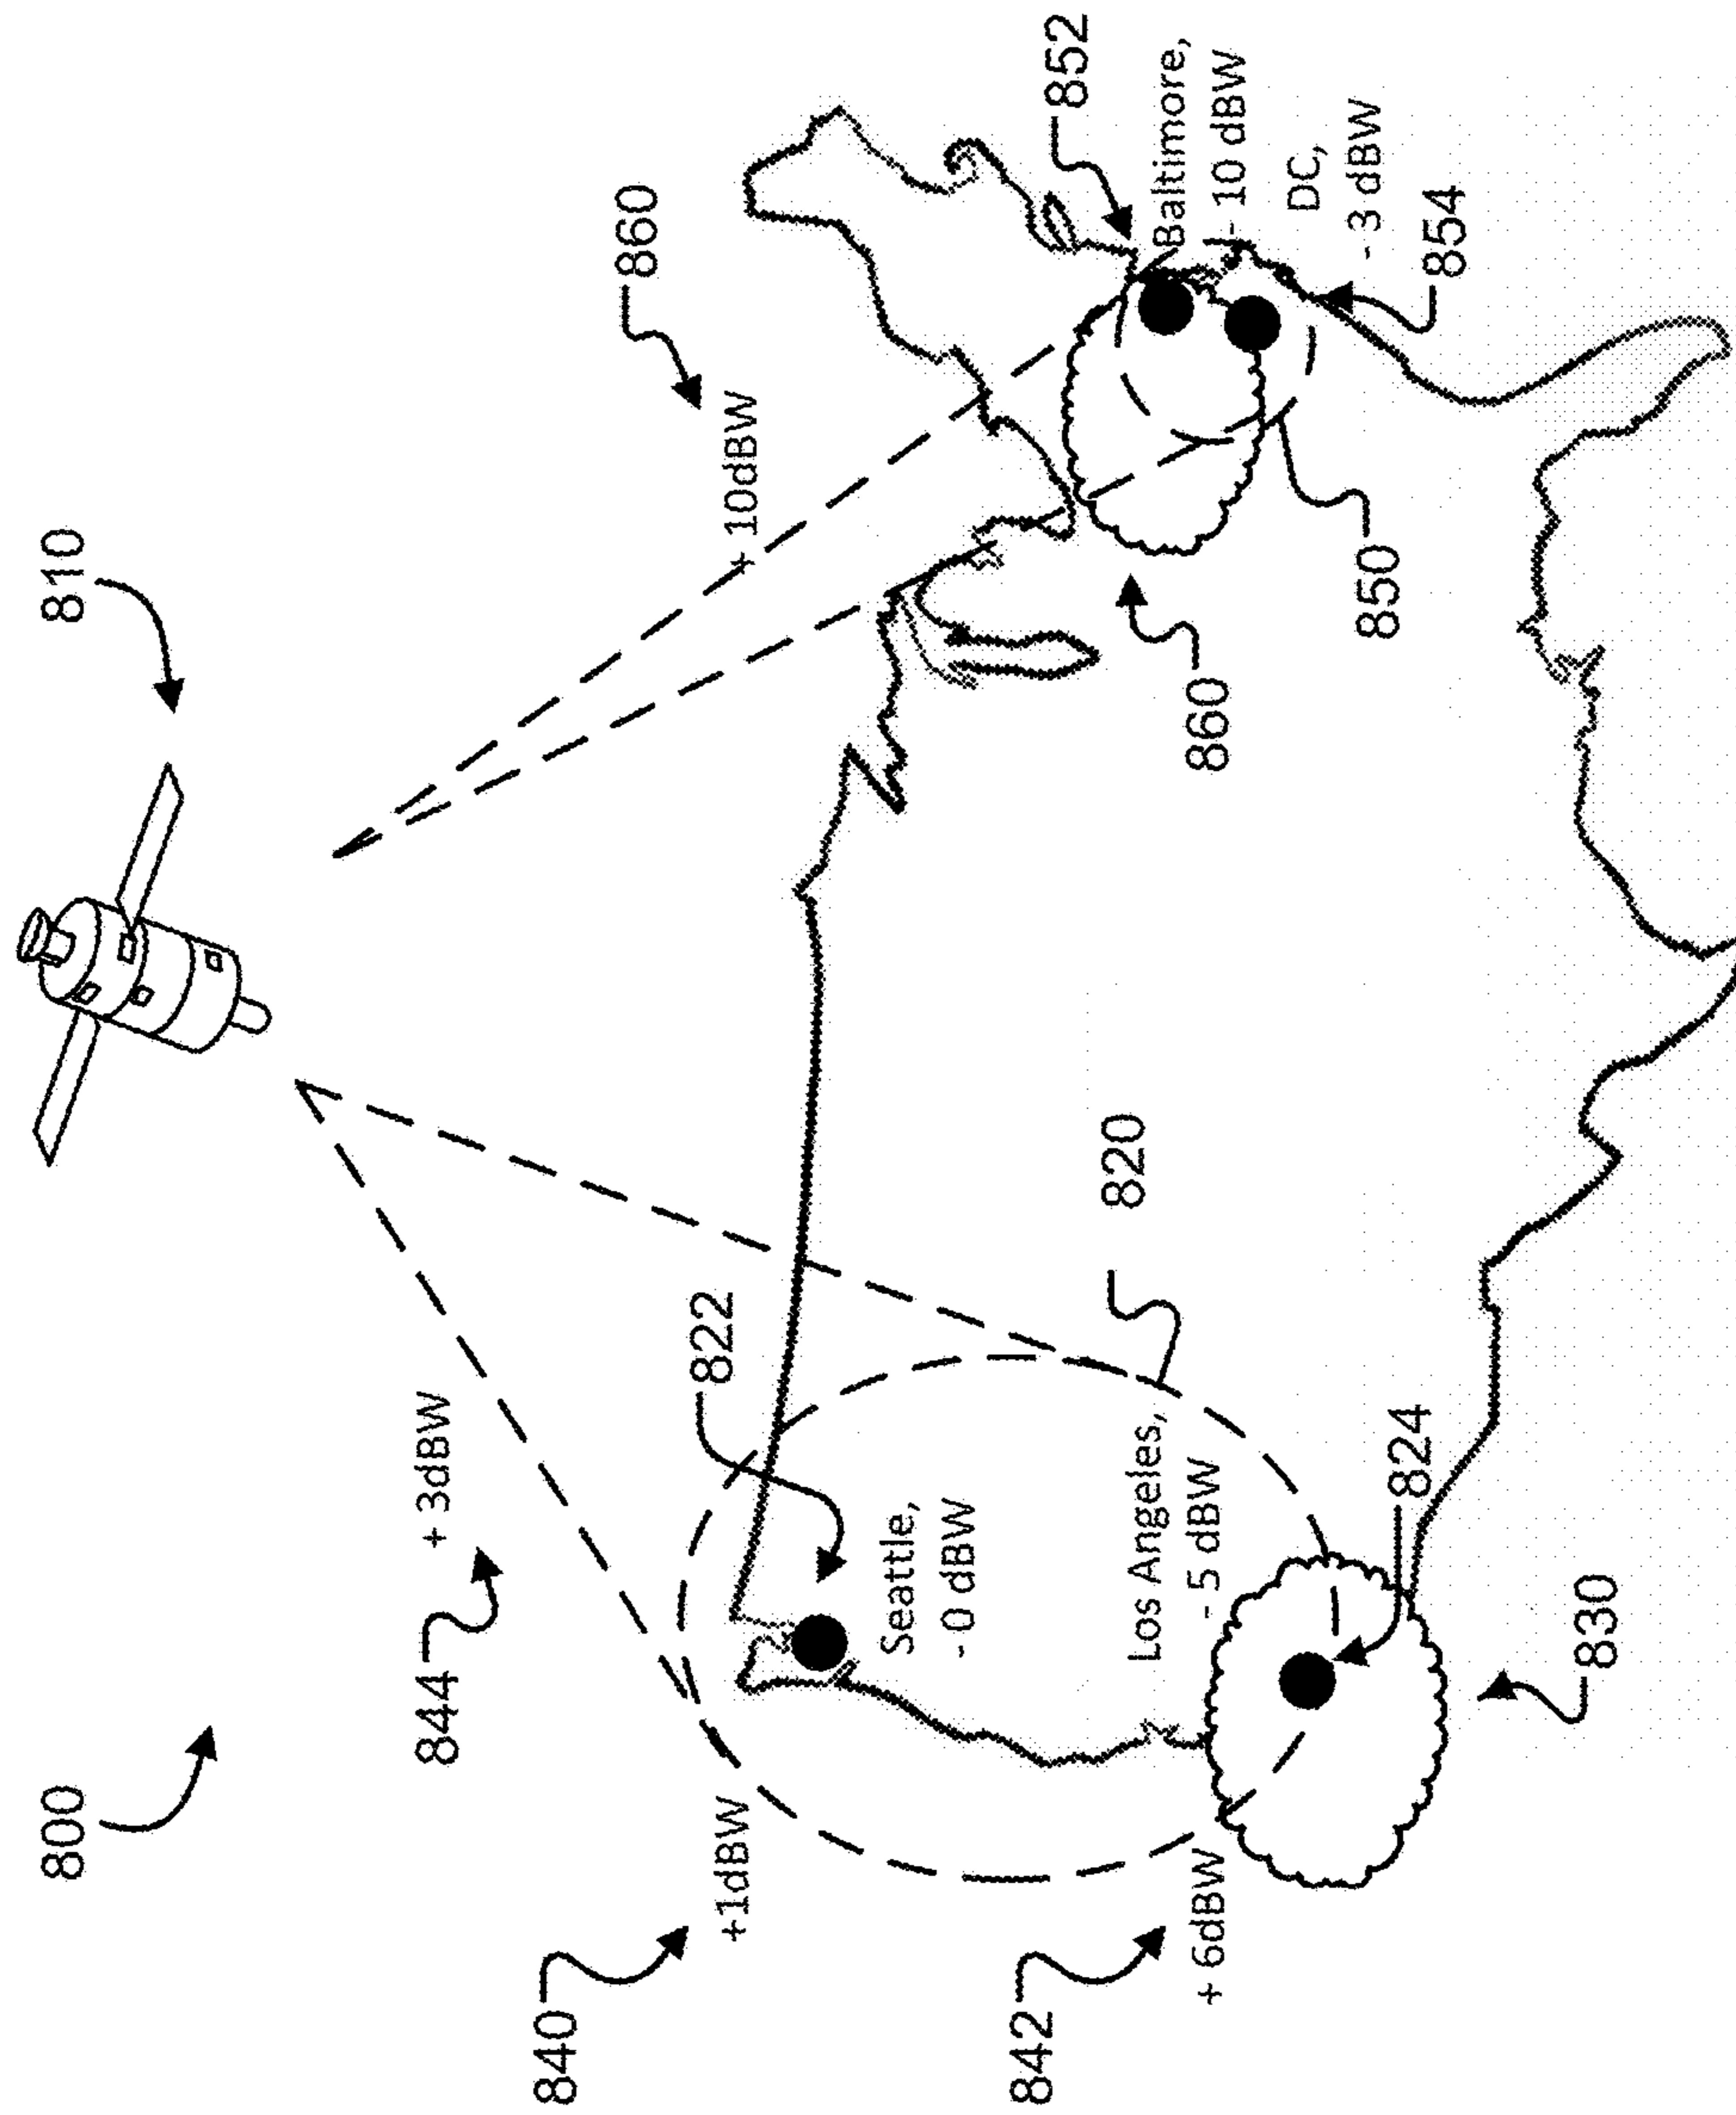 800
810
844
+ 3dBW
860
+ 10dBW
840
+1dBW
822
852
Seattle,
- 0 dBW
Baltimore,
- 10 dBW
DC,
- 3 dBW
854
820
Los Angeles,
- 5 dBW
842
+ 6dBW
860
850
824
830